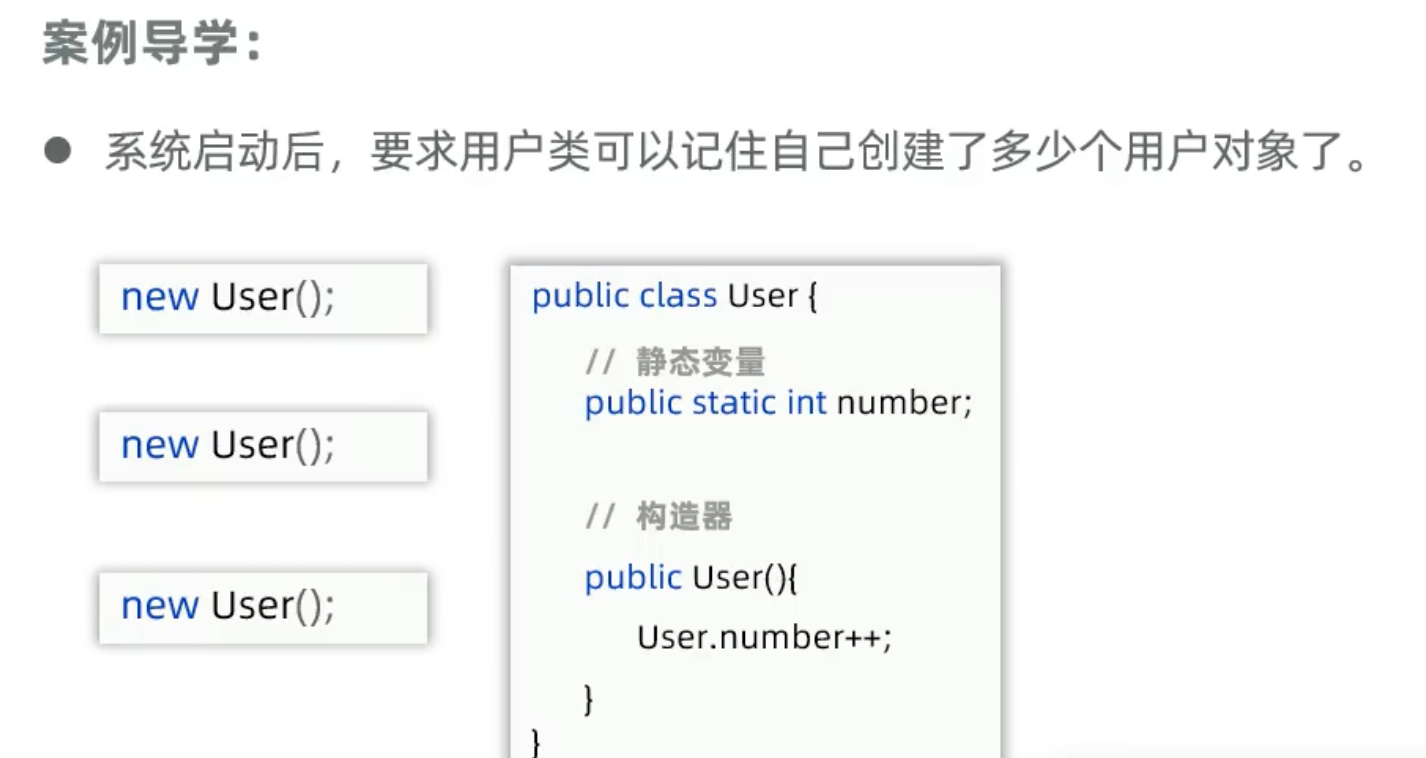 案例导学：
● 系统启动后，要求用户类可以记住自己创建了多少个用户对象了。
new User();
new User();
new User();
public class User {
// 静态变量
public static int number;
// 构造器
public User(){
User.number++;
}
}